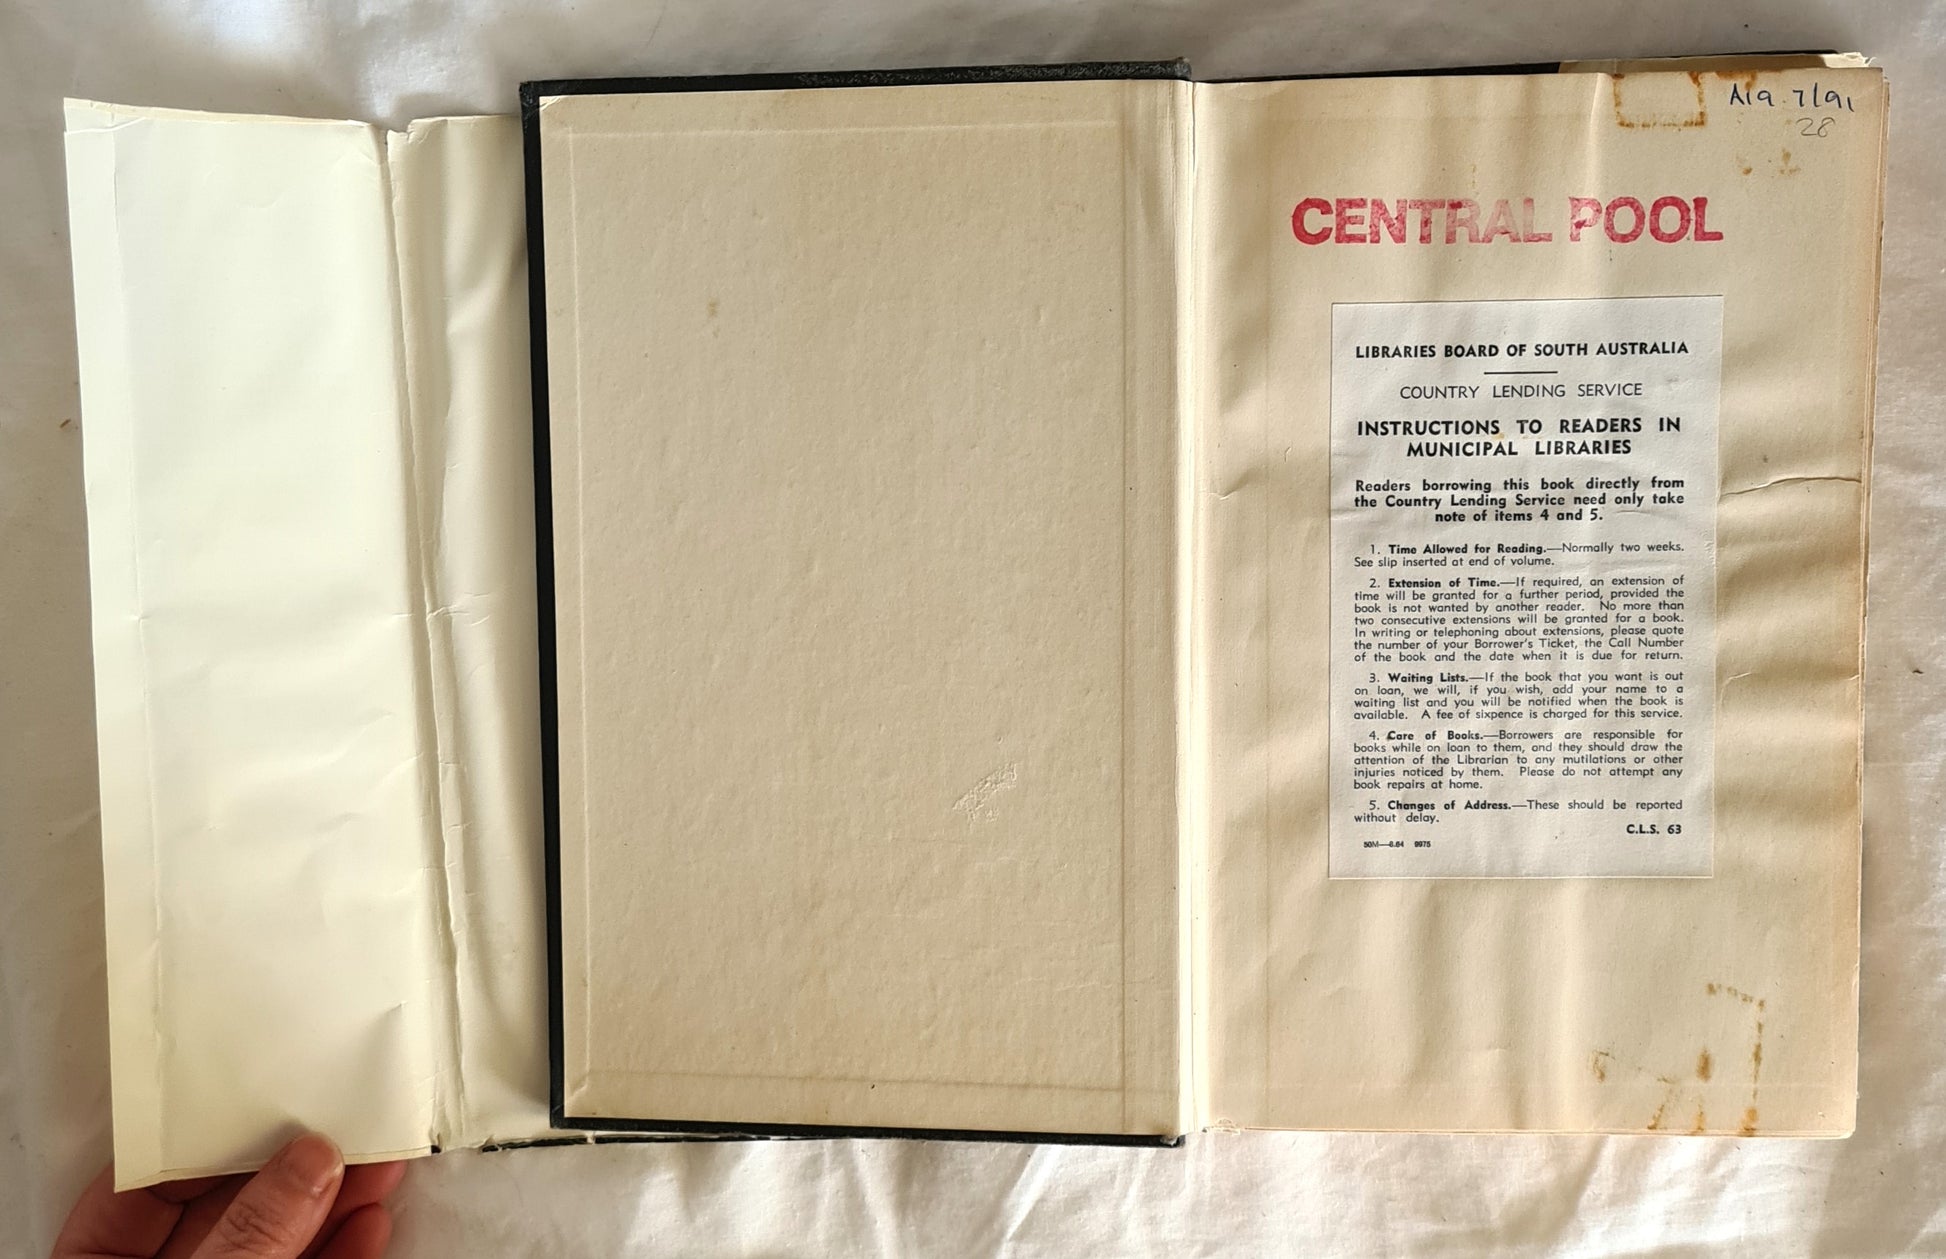 A19.7/91
28
CENTRAL POOL
LIBRARIES BOARD OF SOUTH AUSTRALIA
COUNTRY LENDING SERVICE
INSTRUCTIONS TO READERS IN
MUNICIPAL LIBRARIES
Readers borrowing this book directly from
the Country Lending Service need only take
note of items 4 and 5.
1. Time Allowed for Reading.—Normally two weeks.
See slip inserted at end of volume.
2. Extension of Time.—If required, an extension of
time will be granted for a further period, provided the
book is not wanted by another reader. No more than
two consecutive extensions will be granted for a book.
In writing or telephoning about extensions, please quote
the number of your Borrower's Ticket, the Call Number
of the book and the date when it is due for return.
3. Waiting Lists.—If the book that you want is out
on loan, we will, if you wish, add your name to a
waiting list and you will be notified when the book is
available. A fee of sixpence is charged for this service.
4. Care of Books.—Borrowers are responsible for
books while on loan to them, and they should draw the
attention of the Librarian to any mutilations or other
injuries noticed by them. Please do not attempt any
book repairs at home.
5. Changes of Address.—These should be reported
without delay.
C.L.S. 63
50M—8.64 9975